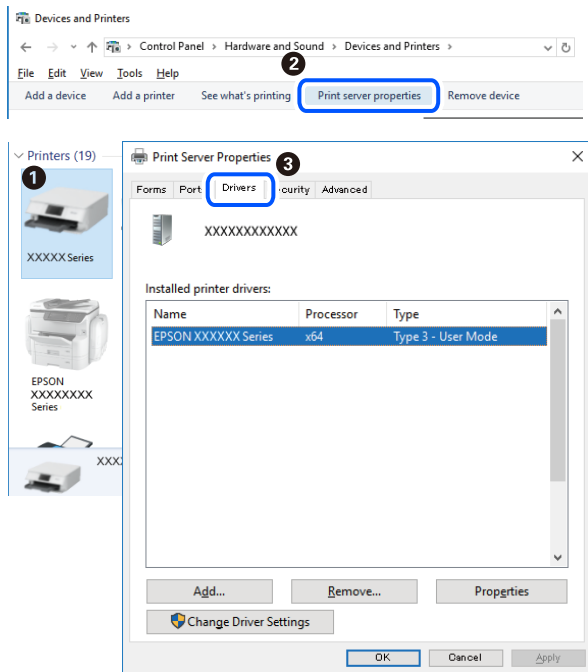 Devices and Printers
Control Panel > Hardware and Sound > Devices and Printers >
2
File Edit View Tools Help
Add a device Add a printer See what's printing Print server properties Remove device
Printers (19)
1
XXXXX Series
EPSON
XXXXXXXX
Series
XXX
Print Server Properties
3
Forms Port Drivers curity Advanced
XXXXXXXXXXXX
Installed printer drivers:
Name Processor Type
EPSON XXXXXX Series x64 Type 3 - User Mode
Add... Remove... Properties
Change Driver Settings
OK Cancel Apply